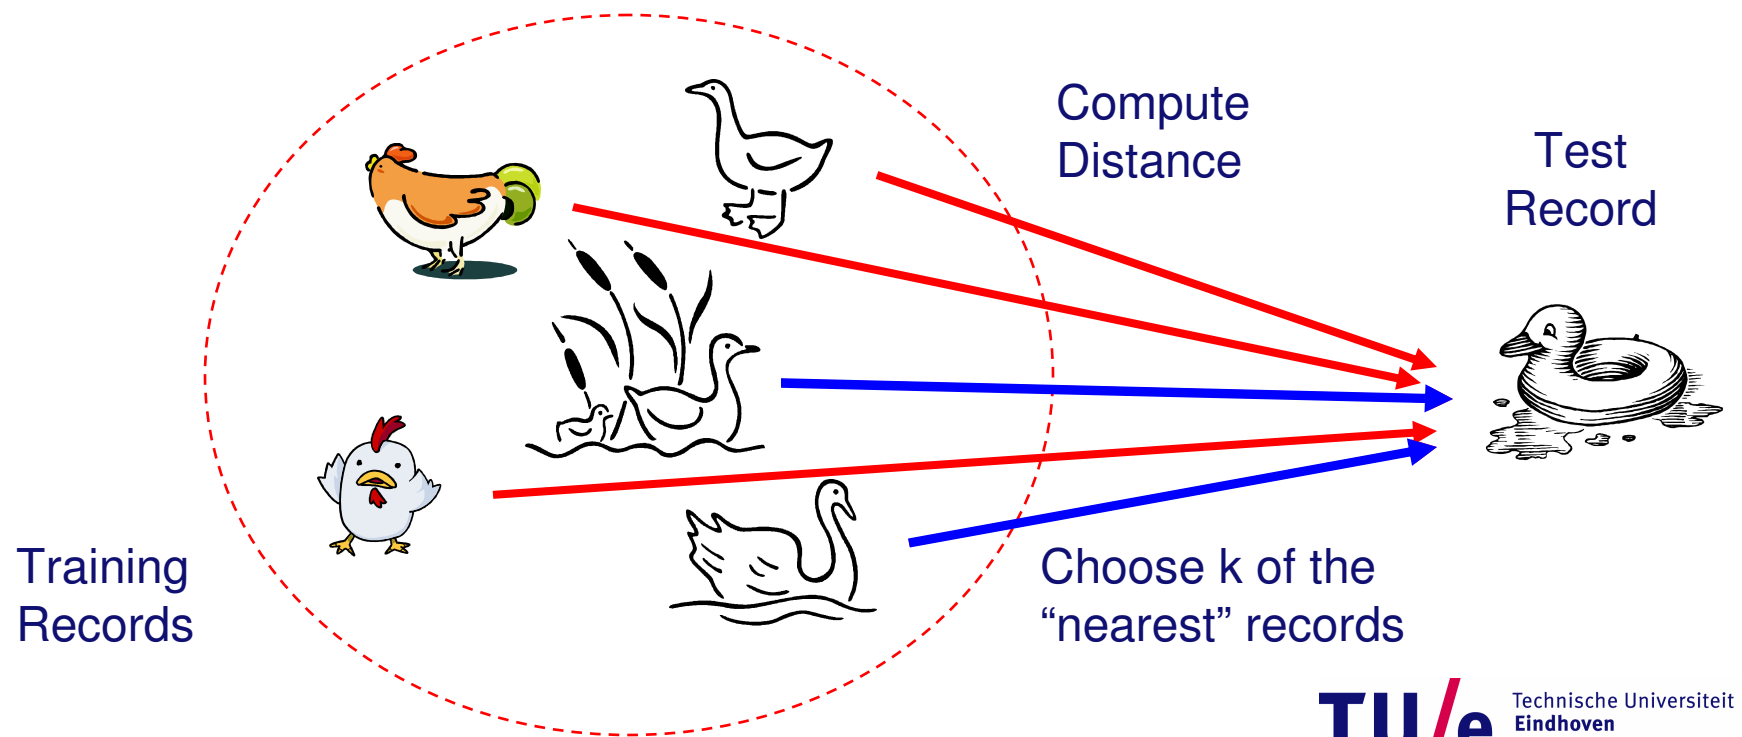 Compute
Distance
Test
Record
Training
Records
Choose k of the
“nearest” records
TU/e
Technische Universiteit
Eindhoven